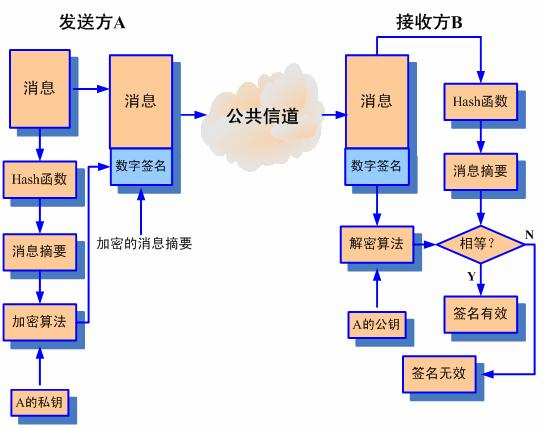 发送方A
接收方B
消息
消息
数字签名
Hash函数
消息摘要
加密算法
A的私钥
加密的消息摘要
公共信道
消息
数字签名
Hash函数
消息摘要
解密算法
相等?
N
Y
A的公钥
签名有效
签名无效